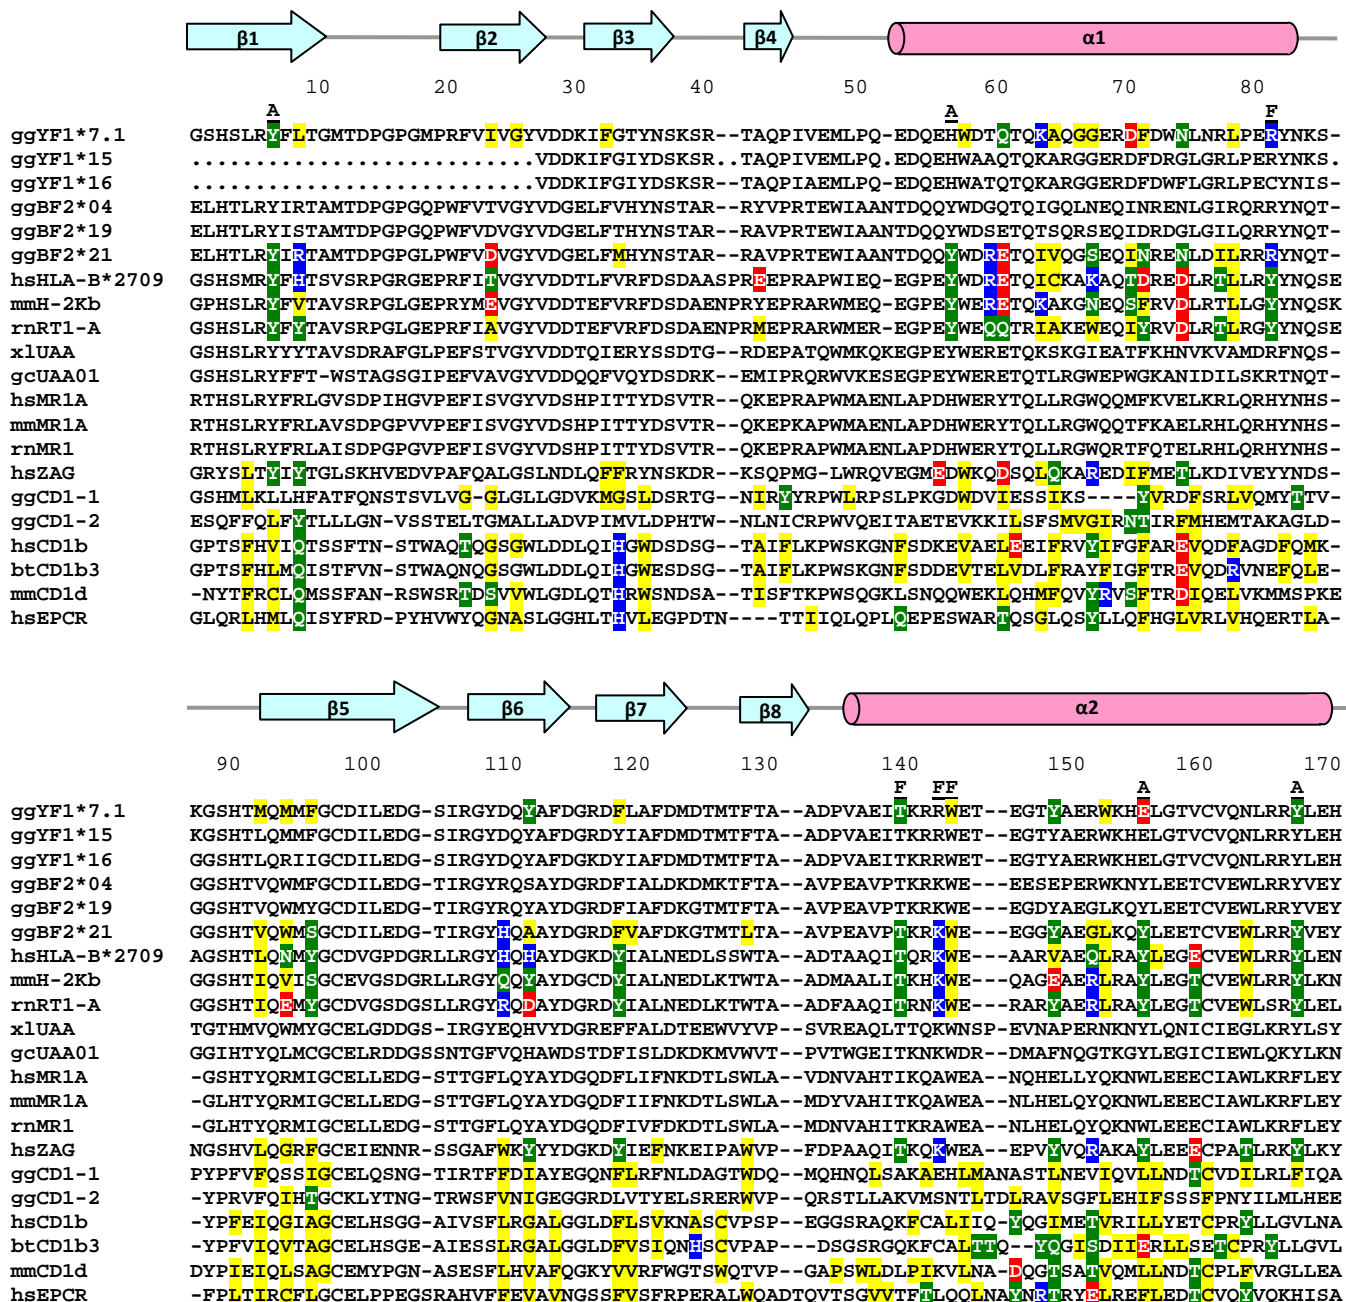 β1 β2 β3 β4 α1
10 20 30 40 50 60 70 80
A A F
ggYF1*7.1 GSHSLRYFLTGMTDPGPGMPRFVIVGYVDDKIFGTYNSKSR--TAQPIVEMLPQ-EDQEHWDTQTQKAQGGERDFDWNLNRLPERYNKS-
ggYF1*15 ...........................VDDKIFGIYDSKSR..TAQPIVEMLPQ.EDQEHWAAQTQKARGGERDFDRGLGRLPERYNKS.
ggYF1*16 ...........................VDDKIFGIYDSKSR--TAQPIAEMLPQ-EDQEHWATQTQKARGGERDFDWFLGRLPECYNIS-
ggBF2*04 ELHTLRYIRTAMTDPGPGQPWFVTVGYVDGELFVHYNSTAR--RYVPRTEWIAANTDQQYWDGQTQIGQLNEQINRENLGIRQRRYNQT-
ggBF2*19 ELHTLRYISTAMTDPGPGQPWFVDVGYVDGELFTHYNSTAR--RAVPRTEWIAANTDQQYWDSETQTSQRSEQIDRDGLGILQRRYNQT-
ggBF2*21 ELHTLRYIRTAMTDPGPGLPWFVDVGYVDGELFMHYNSTAR--RAVPRTEWIAANTDQQYWDRETQIVQGSEQINRENLDILRRRYNQT-
hsHLA-B*2709 GSHSMRYFHTSVSRPGRGEPRFITVGYVDDTLFVRFDSDAASPREEPRAPWIEQ-EGPEYWDRETQICKAKAQTDREDLRTLLRYYNQSE
mmH-2Kb GPHSLRYFVTAVSRPGLGEPRYMEVGYVDDTEFVRFDSDAENPRYEPRARWMEQ-EGPEYWERETQKAKGNEQSFRVDLRTLLGYYNQSK
rnRT1-A GSHSLRYFYTAVSRPGLGEPRFIAVGYVDDTEFVRFDSDAENPRMEPRARWMER-EGPEYWEQQTRIAKEWEQIYRVDLRTLRGYYNQSE
xlUAA GSHSLRYYYTAVSDRAFGLPEFSTVGYVDDTQIERYSSDTG--RDEPATQWMKQKEGPEYWERETQKSKGIEATFKHNVKVAMDRFNQS-
gcUAA01 GSHSLRYFFT-WSTAGSGIPEFVAVGYVDDQQFVQYDSDRK--EMIPRQRWVKESEGPEYWERETQTLRGWEPWGKANIDILSKRTNQT-
hsMR1A RTHSLRYFRLGVSDPIHGVPEFISVGYVDSHPITTYDSVTR--QKEPRAPWMAENLAPDHWERYTQLLRGWQQMFKVELKRLQRHYNHS-
mmMR1A RTHSLRYFRLAVSDPGPVVPEFISVGYVDSHPITTYDSVTR--QKEPKAPWMAENLAPDHWERYTQLLRGWQQTFKAELRHLQRHYNHS-
rnMR1 RTHSLRYFRLAISDPGPGVPEFISVGYVDSHPITTYDSVTR--QKEPRAPWMAENLAPDHWERYTQLLRGWQRTFQTELRHLQRHYNHS-
hsZAG GRYSLTYIYTGLSKHVEDVPAFQALGSLNDLQFFRYNSKDR--KSQPMG-LWRQVEGMEDWKQDSQLQKAREDIFMETLKDIVEYYNDS-
ggCD1-1 GSHMLKLLHFATFQNSTSVLVG-GLGLLGDVKMGSLDSRTG--NIRYYRPWLRPSLPKGDWDVIESSIKS----YVRDFSRLVQMYTTV-
ggCD1-2 ESQFFQLFYTLLLGN-VSSTELTGMALLADVPIMVLDPHTW--NLNICRPWVQEITAETEVKKILSFSMVGIRNTIRFMHEMTAKAGLD-
hsCD1b GPTSFHVIQTSSFTN-STWAQTQGSGWLDDLQIHGWDSDSG--TAIFLKPWSKGNFSDKEVAELEEIFRVYIFGFAREVQDFAGDFQMK-
btCD1b3 GPTSFHLMQISTFVN-STWAQNQGSGWLDDLQIHGWESDSG--TAIFLKPWSKGNFSDDEVTELVDLFRAYFIGFTREVQDRVNEFQLE-
mmCD1d -NYTFRCLQMSSFAN-RSWSRTDSVVWLGDLQTHRWSNDSA--TISFTKPWSQGKLSNQQWEKLQHMFQVYRVSFTRDIQELVKMMSPKE
hsEPCR GLQRLHMLQISYFRD-PYHVWYQGNASLGGHLTHVLEGPDTN----TTIIQLQPLQEPESWARTQSGLQSYLLQFHGLVRLVHQERTLA-
β5 β6 β7 β8 α2
90 100 110 120 130 140 150 160 170
F FF A A
ggYF1*7.1 KGSHTMQMMFGCDILEDG-SIRGYDQYAFDGRDFLAFDMDTMTFTA--ADPVAEITKRRWET--EGTYAERWKHELGTVCVQNLRRYLEH
ggYF1*15 KGSHTLQMMFGCDILEDG-SIRGYDQYAFDGRDYIAFDMDTMTFTA--ADPVAEITKRRWET--EGTYAERWKHELGTVCVQNLRRYLEH
ggYF1*16 GGSHTLQRIIGCDILEDG-SIRGYDQYAFDGKDYIAFDMDTMTFTA--ADPVAEITKRRWET--EGTYAERWKHELGTVCVQNLRRYLEH
ggBF2*04 GGSHTVQWMFGCDILEDG-TIRGYRQSAYDGRDFIALDKDMKTFTA--AVPEAVPTKRKWE---EESEPERWKNYLEETCVEWLRRYVEY
ggBF2*19 GGSHTVQWMYGCDILEDG-TIRGYRQYAYDGRDFIAFDKGTMTFTA--AVPEAVPTKRKWE---EGDYAEGLKQYLEETCVEWLRRYVEY
ggBF2*21 GGSHTVQWMSGCDILEDG-TIRGYHQAAYDGRDFVAFDKGTMTLTA--AVPEAVPTKRKWE---EGGYAEGLKQYLEETCVEWLRRYVEY
hsHLA-B*2709 AGSHTLQNMYGCDVGPDGRLLRGYHQHAYDGKDYIALNEDLSSWTA--ADTAAQITQRKWE---AARVAEQLRAYLEGECVEWLRRYLEN
mmH-2Kb GGSHTIQVISGCEVGSDGRLLRGYQQYAYDGCDYIALNEDLKTWTA--ADMAALITKHKWE---QAGEAERLRAYLEGTCVEWLRRYLKN
rnRT1-A GGSHTIQEMYGCDVGSDGSLLRGYRQDAYDGRDYIALNEDLKTWTA--ADFAAQITRNKWE---RARYAERLRAYLEGTCVEWLSRYLEL
xlUAA TGTHMVQWMYGCELGDDGS-IRGYEQHVYDGREFFALDTEEWVYVP--SVREAQLTTQKWNSP-EVNAPERNKNYLQNICIEGLKRYLSY
gcUAA01 GGIHTYQLMCGCELRDDGSSNTGFVQHAWDSTDFISLDKDKMVWVT--PVTWGEITKNKWDR--DMAFNQGTKGYLEGICIEWLQKYLKN
hsMR1A -GSHTYQRMIGCELLEDG-STTGFLQYAYDGQDFLIFNKDTLSWLA--VDNVAHTIKQAWEA--NQHELLYQKNWLEEECIAWLKRFLEY
mmMR1A -GLHTYQRMIGCELLEDG-STTGFLQYAYDGQDFIIFNKDTLSWLA--MDYVAHITKQAWEA--NLHELQYQKNWLEEECIAWLKRFLEY
rnMR1 -GLHTYQRMIGCELLEDG-STTGFLQYAYDGQDFIVFDKDTLSWLA--MDNVAHITKRAWEA--NLHELQYQKNWLEEECIAWLKRFLEY
hsZAG NGSHVLQGRFGCEIENNR-SSGAFWKYYYDGKDYIEFNKEIPAWVP--FDPAAQITKQKWEA--EPVYVQRAKAYLEEECPATLRKYLKY
ggCD1-1 PYPFVFQSSIGCELQSNG-TIRTFFDIAYEGQNFLRFNLDAGTWDQ--MQHNQLSAKAEHLMANASTLNEVIQVLLNDTCVDILRLFIQA
ggCD1-2 -YPRVFQIHTGCKLYTNG-TRWSFVNIGEGGRDLVTYELSRERWVP--QRSTLLAKVMSNTLTDLRAVSGFLEHIFSSSFPNYILMLHEE
hsCD1b -YPFEIQGIAGCELHSGG-AIVSFLRGALGGLDFLSVKNASCVPSP--EGGSRAQKFCALIIQ-YQGIMETVRILLYETCPRYLLGVLNA
btCD1b3 -YPFVIQVTAGCELHSGE-AIESSLRGALGGLDFVSIQNHSCVPAP--DSGSRGQKFCALTTQ--YQGISDIIERLLSETCPRYLLGVL
mmCD1d DYPIEIQLSAGCEMYPGN-ASESFLHVAFQGKYVVRFWGTSWQTVP--GAPSWLDLPIKVLNA-DQGTSATVQMLLNDTCPLFVRGLLEA
hsEPCR -FPLTIRCFLGCELPPEGSRAHVFFEVAVNGSSFVSFRPERALWQADTQVTSGVVTFTLQQLNAYNRTRYELREFLEDTCVQYVQKHISA